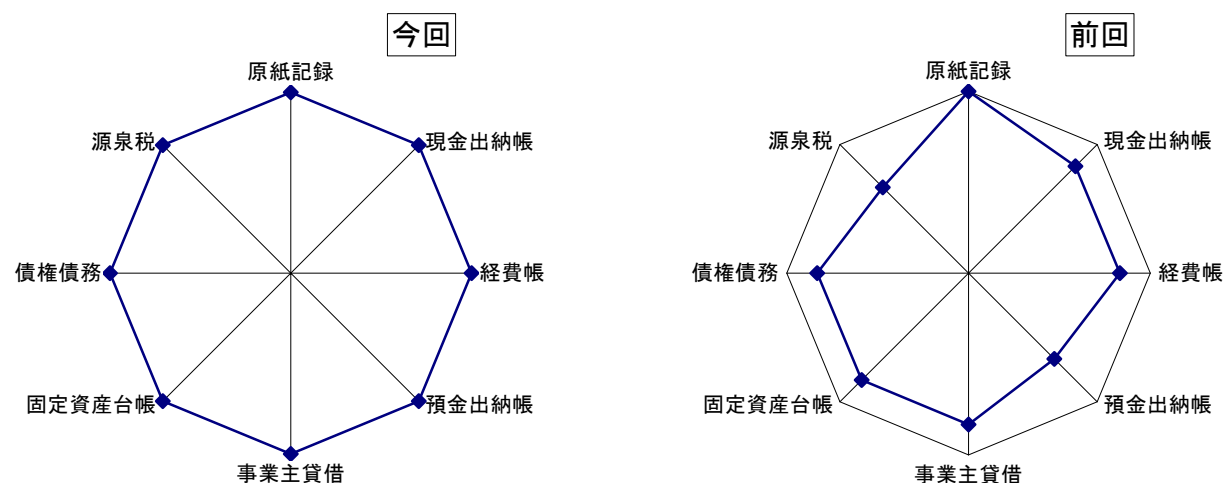 今回
原紙記録
現金出納帳
経費帳
預金出納帳
事業主貸借
固定資産台帳
債権債務
源泉税
前回
原紙記録
現金出納帳
経費帳
預金出納帳
事業主貸借
固定資産台帳
債権債務
源泉税